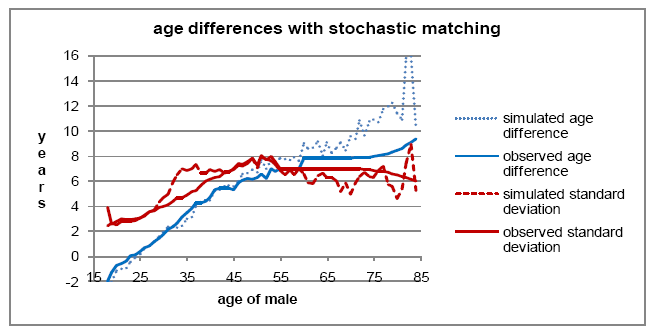 age differences with stochastic matching
16
14
12
10
8
6
4
2
0
-2
years
15
25
35
45
55
65
75
85
age of male
simulated age
difference
observed age
difference
simulated standard
deviation
observed standard
deviation